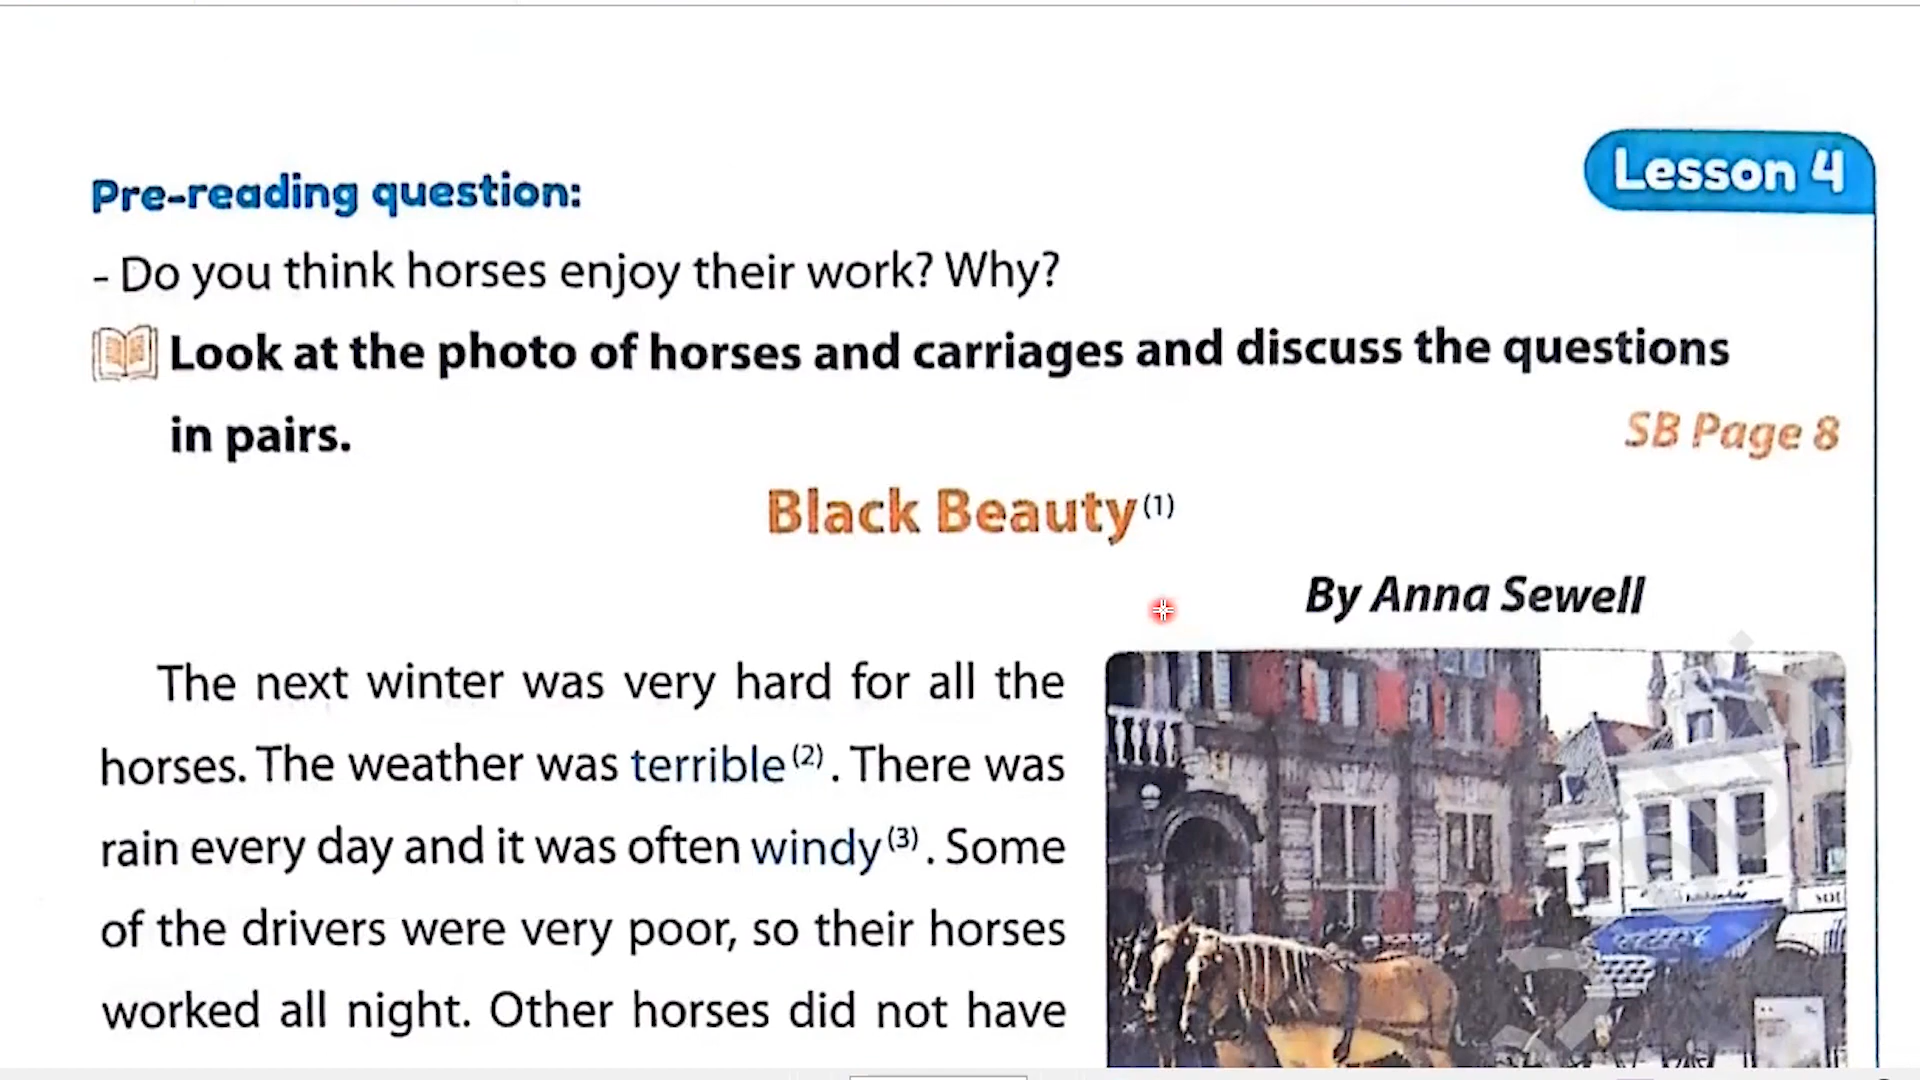 Lesson 4
Pre-reading question:
- Do you think horses enjoy their work? Why?
Look at the photo of horses and carriages and discuss the questions
in pairs.
SB Page 8
Black Beauty(1)
By Anna Sewell
The next winter was very hard for all the
horses. The weather was terrible(2). There was
rain every day and it was often windy(3). Some
of the drivers were very poor, so their horses
worked all night. Other horses did not have